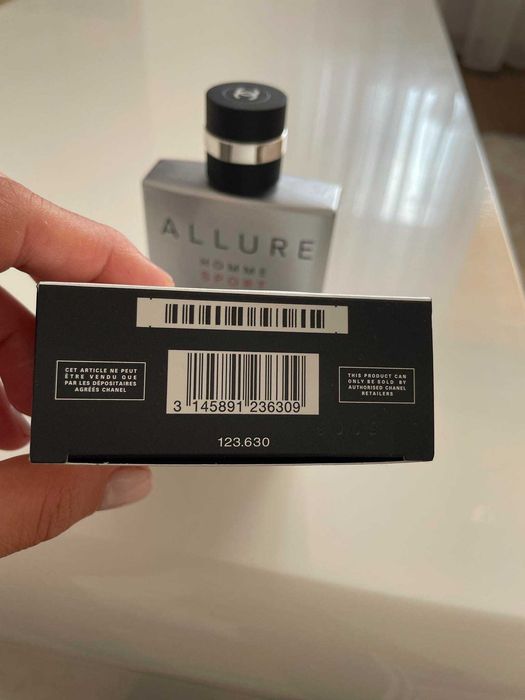 ALLURE
HOMME
SPORT
CET ARTICLE NE PEUT
ÊTRE VENDU QUE
PAR LES DÉPOSITAIRES
AGRÉÉS CHANEL
3 145891 236309
THIS PRODUCT CAN
ONLY BE SOLD BY
AUTHORISED CHANEL
RETAILERS
123.630